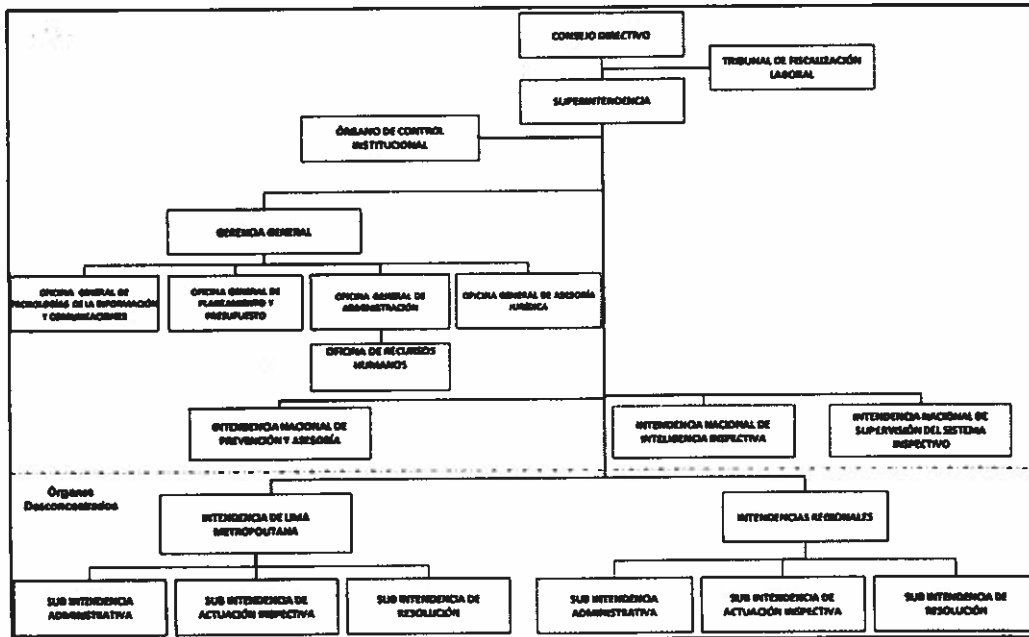 CONSEJO DIRECTIVO
TRIBUNAL DE FISCALIZACIÓN
LABORAL
SUPERINTENDENCIA
ÓRGANO DE CONTROL
INSTITUCIONAL
GERENCIA GENERAL
OFICINA GENERAL DE
TECNOLOGÍAS DE LA INFORMACIÓN
Y COMUNICACIONES
OFICINA GENERAL DE
PLANEAMIENTO Y
PRESUPUESTO
OFICINA GENERAL DE
ADMINISTRACIÓN
OFICINA GENERAL DE ASESORÍA
JURÍDICA
OFICINA DE RECURSOS
HUMANOS
INTENDENCIA NACIONAL DE
PREVENCIÓN Y ASESORÍA
INTENDENCIA NACIONAL DE
INTELIGENCIA INSPECTIVA
INTENDENCIA NACIONAL DE
SUPERVISIÓN DEL SISTEMA
INSPECTIVO
Órganos
Desconcentrados
INTENDENCIA DE LIMA
METROPOLITANA
INTENDENCIAS REGIONALES
SUB INTENDENCIA
ADMINISTRATIVA
SUB INTENDENCIA DE
ACTUACIÓN INSPECTIVA
SUB INTENDENCIA DE
RESOLUCIÓN
SUB INTENDENCIA
ADMINISTRATIVA
SUB INTENDENCIA DE
ACTUACIÓN INSPECTIVA
SUB INTENDENCIA DE
RESOLUCIÓN